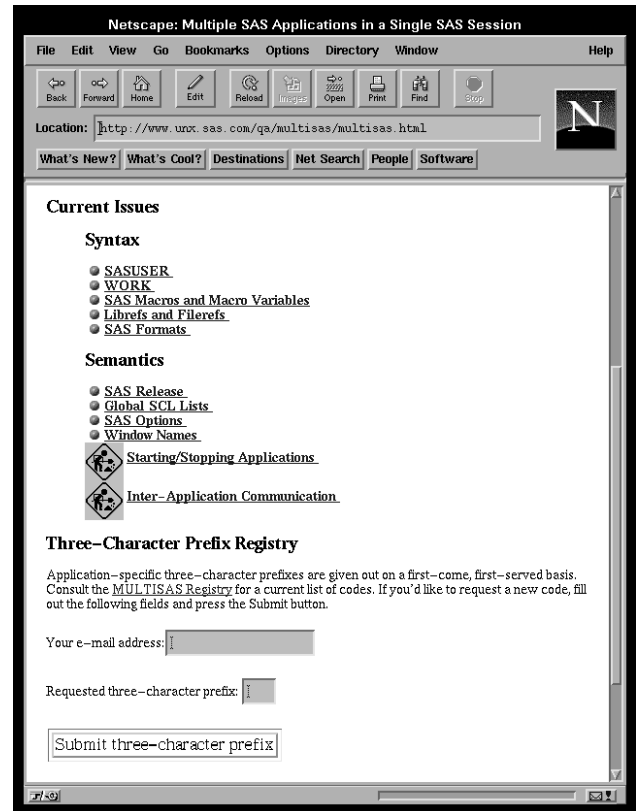 Netscape: Multiple SAS Applications in a Single SAS Session
File Edit View Go Bookmarks Options Directory Window Help
Back Forward Home Edit Reload Images Open Print Find Stop
Location: http://www.unx.sas.com/qa/multisas/multisas.html
N
What's New? What's Cool? Destinations Net Search People Software
Current Issues
Syntax
SASUSER
WORK
SAS Macros and Macro Variables
Librefs and Filerefs
SAS Formats
Semantics
SAS Release
Global SCL Lists
SAS Options
Window Names
Starting/Stopping Applications
Inter-Application Communication
Three-Character Prefix Registry
Application-specific three-character prefixes are given out on a first-come, first-served basis.
Consult the MULTISAS Registry for a current list of codes. If you'd like to request a new code, fill
out the following fields and press the Submit button.
Your e-mail address:
Requested three-character prefix:
Submit three-character prefix